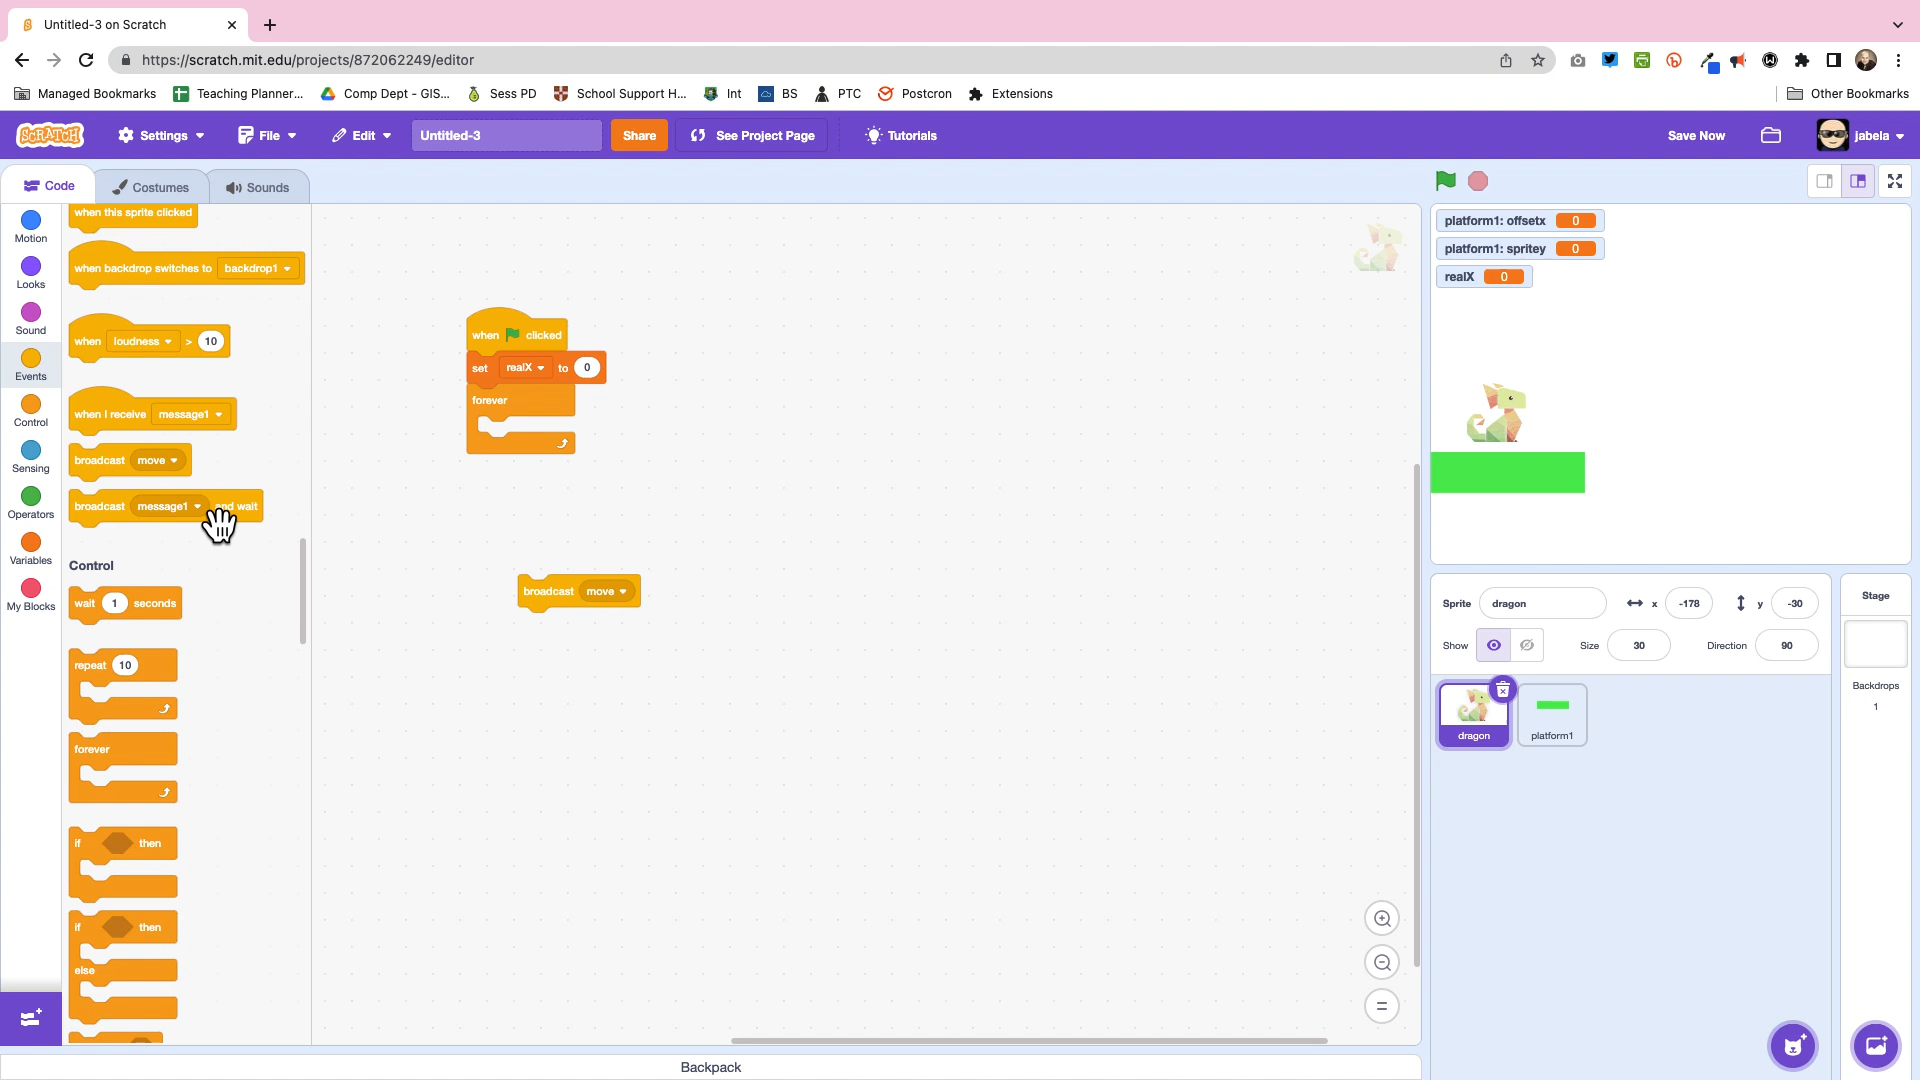 Untitled-3 on Scratch
https://scratch.mit.edu/projects/872062249/editor
Managed Bookmarks Teaching Planner... Comp Dept - GIS... Sess PD School Support H... Int BS PTC Postcron Extensions Other Bookmarks
SCRATCH Settings File Edit Untitled-3 Share See Project Page Tutorials Save Now jabela
Code Costumes Sounds
Motion
Looks
Sound
Events
Control
Sensing
Operators
Variables
My Blocks
when this sprite clicked
when backdrop switches to backdrop1
when loudness > 10
when I receive message1
broadcast move
broadcast message1 and wait
Control
wait 1 seconds
repeat 10
forever
if then
if then
else
when clicked
set realX to 0
forever
broadcast move
platform1: offsetx 0
platform1: spritey 0
realX 0
Sprite dragon x -178 y -30
Show Size 30 Direction 90
dragon
platform1
Stage
Backdrops
1
Backpack